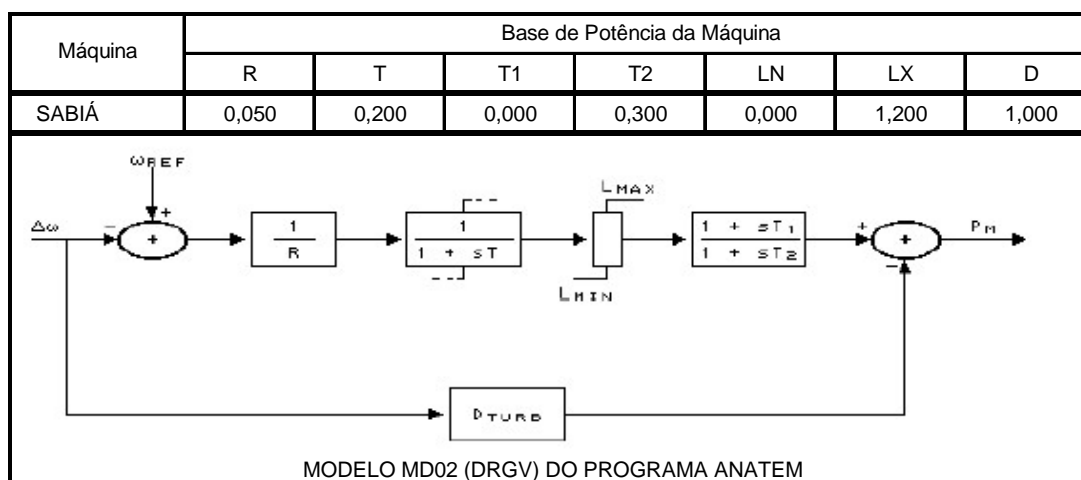 Máquina
Base de Potência da Máquina
R T T1 T2 LN LX D
SABIÁ 0,050 0,200 0,000 0,300 0,000 1,200 1,000
ωREF
Δω
-
+
+
1
R
1
1 + sT
LMAX
LMIN
1 + sT1
1 + sT2
+
+
-
PM
DTURB
MODELO MD02 (DRGV) DO PROGRAMA ANATEM